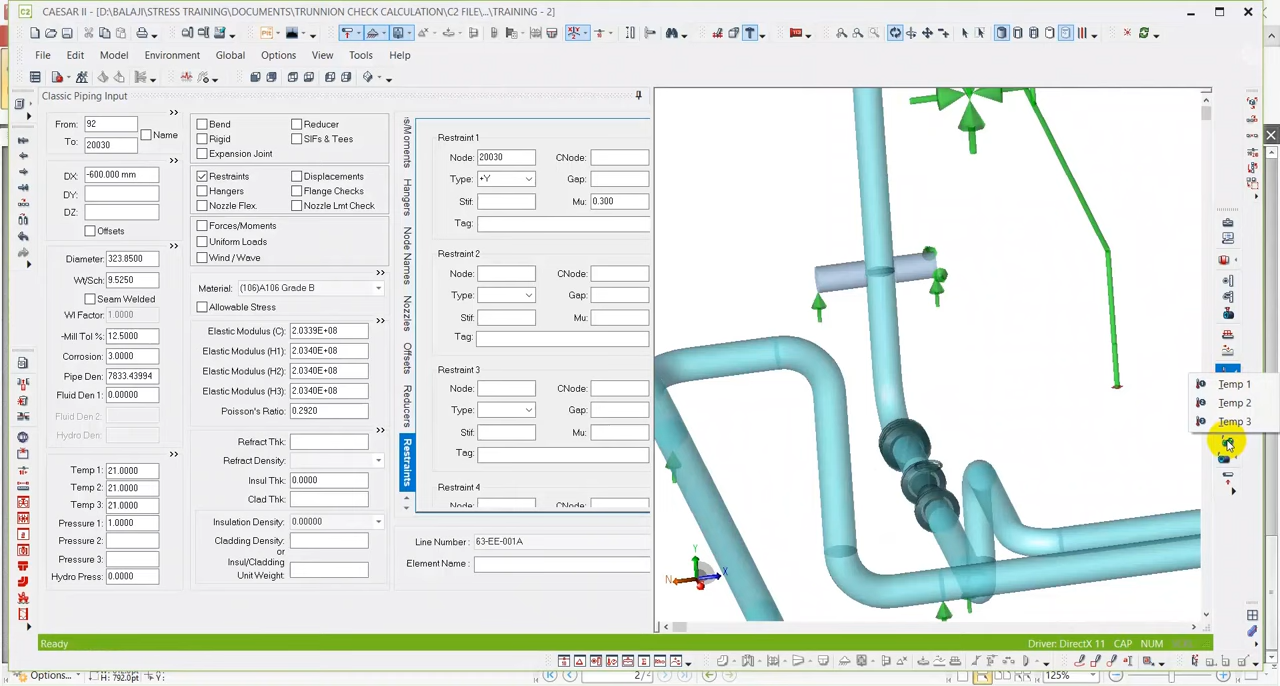 CAESAR II - [D:\BALAJI\STRESS TRAINING\DOCUMENTS\TRUNNION CHECK CALCULATION\C2 FILE\...\TRAINING - 2]
File Edit Model Environment Global Options View Tools Help
Classic Piping Input
From: 92
To: 20030
Name
DX: -600.000 mm
DY:
DZ:
Offsets
Diameter: 323.8500
Wt/Sch: 9.5250
Seam Welded
WI Factor: 1.0000
-Mill Tol %: 12.5000
Corrosion: 3.0000
Pipe Den: 7833.43994
Fluid Den 1: 0.00000
Fluid Den 2:
Hydro Den:
Temp 1: 21.0000
Temp 2: 21.0000
Temp 3: 21.0000
Pressure 1: 1.0000
Pressure 2:
Pressure 3:
Hydro Press: 0.0000
Bend Reducer
Rigid SIFs & Tees
Expansion Joint
Restraints Displacements
Hangers Flange Checks
Nozzle Flex. Nozzle Lmt Check
Forces/Moments
Uniform Loads
Wind / Wave
Material: (106)A106 Grade B
Allowable Stress
Elastic Modulus (C): 2.0339E+08
Elastic Modulus (H1): 2.0340E+08
Elastic Modulus (H2): 2.0340E+08
Elastic Modulus (H3): 2.0340E+08
Poisson's Ratio: 0.2920
Refract Thk:
Refract Density:
Insul Thk: 0.0000
Clad Thk:
Insulation Density: 0.00000
Cladding Density:
or
Insul/Cladding
Unit Weight:
Hangers
Node Names
Nozzles
Offsets
Reducers
Restraints
Restraint 1
Node: 20030 CNode:
Type: +Y Gap:
Stif: Mu: 0.300
Tag:
Restraint 2
Node: CNode:
Type: Gap:
Stif: Mu:
Tag:
Restraint 3
Node: CNode:
Type: Gap:
Stif: Mu:
Tag:
Restraint 4
Line Number: 63-EE-001A
Element Name:
Temp 1
Temp 2
Temp 3
Y
X
N
Ready
Driver: DirectX 11 CAP NUM
Options...
125%